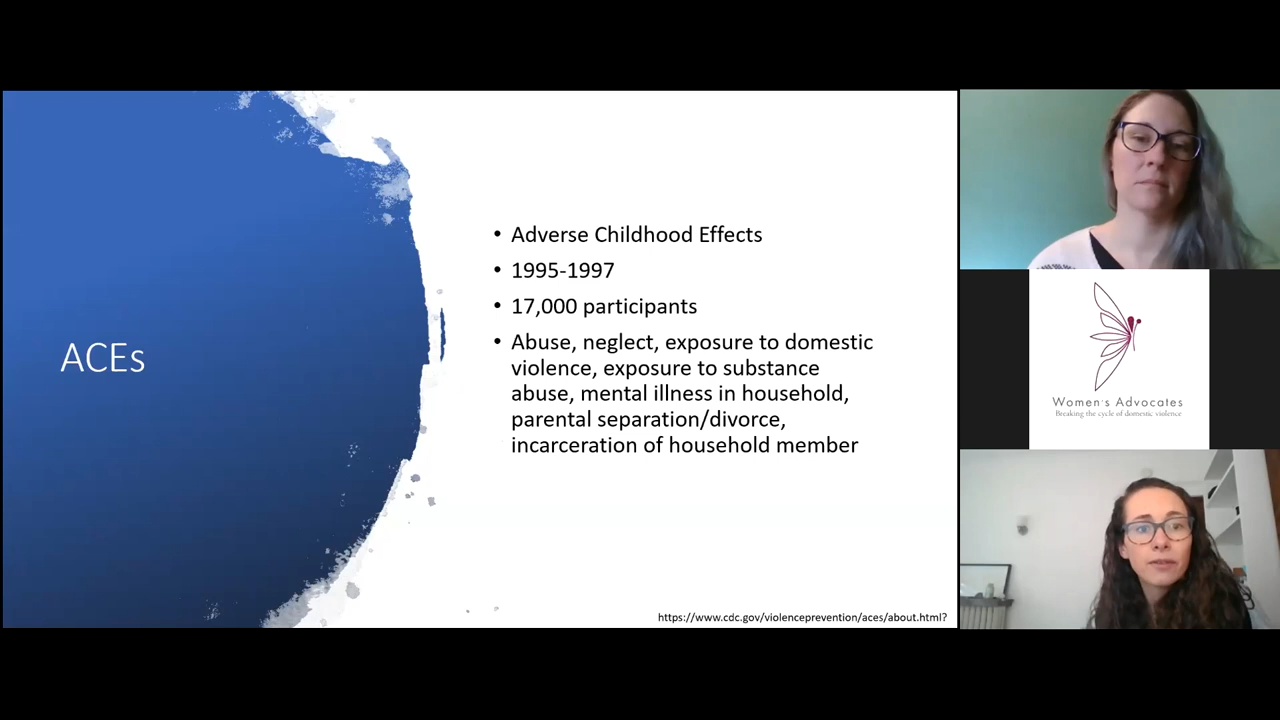 ACEs
• Adverse Childhood Effects
• 1995-1997
• 17,000 participants
• Abuse, neglect, exposure to domestic
violence, exposure to substance
abuse, mental illness in household,
parental separation/divorce,
incarceration of household member
https://www.cdc.gov/violenceprevention/aces/about.html?
Women's Advocates
Breaking the cycle of domestic violence